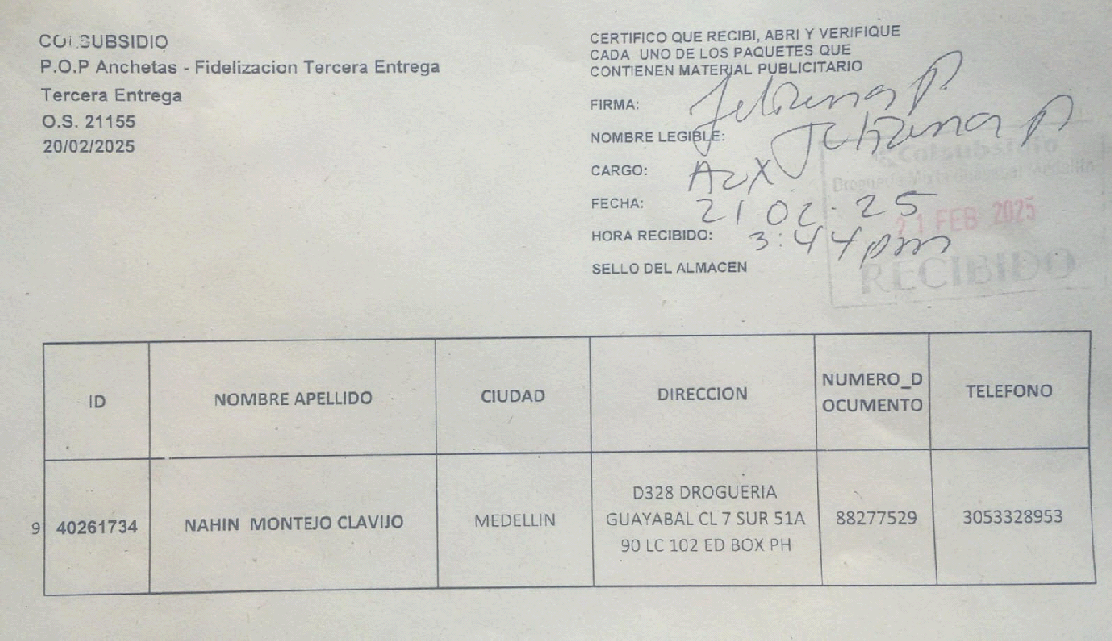 COLSUBSIDIO
P.O.P Anchetas - Fidelizacion Tercera Entrega
Tercera Entrega
O.S. 21155
20/02/2025
CERTIFICO QUE RECIBI, ABRI Y VERIFIQUE
CADA UNO DE LOS PAQUETES QUE
CONTIENEN MATERIAL PUBLICITARIO
FIRMA:
NOMBRE LEGIBLE:
CARGO: Aux
FECHA: 21 02-25
HORA RECIBIDO: 3:44pm
SELLO DEL ALMACEN
Colsubsidio
21 FEB 2025
RECIBIDO
ID NOMBRE APELLIDO CIUDAD DIRECCION NUMERO_D
OCUMENTO TELEFONO
9 40261734 NAHIN MONTEJO CLAVIJO MEDELLIN D328 DROGUERIA
GUAYABAL CL 7 SUR 51A
90 LC 102 ED BOX PH 88277529 3053328953